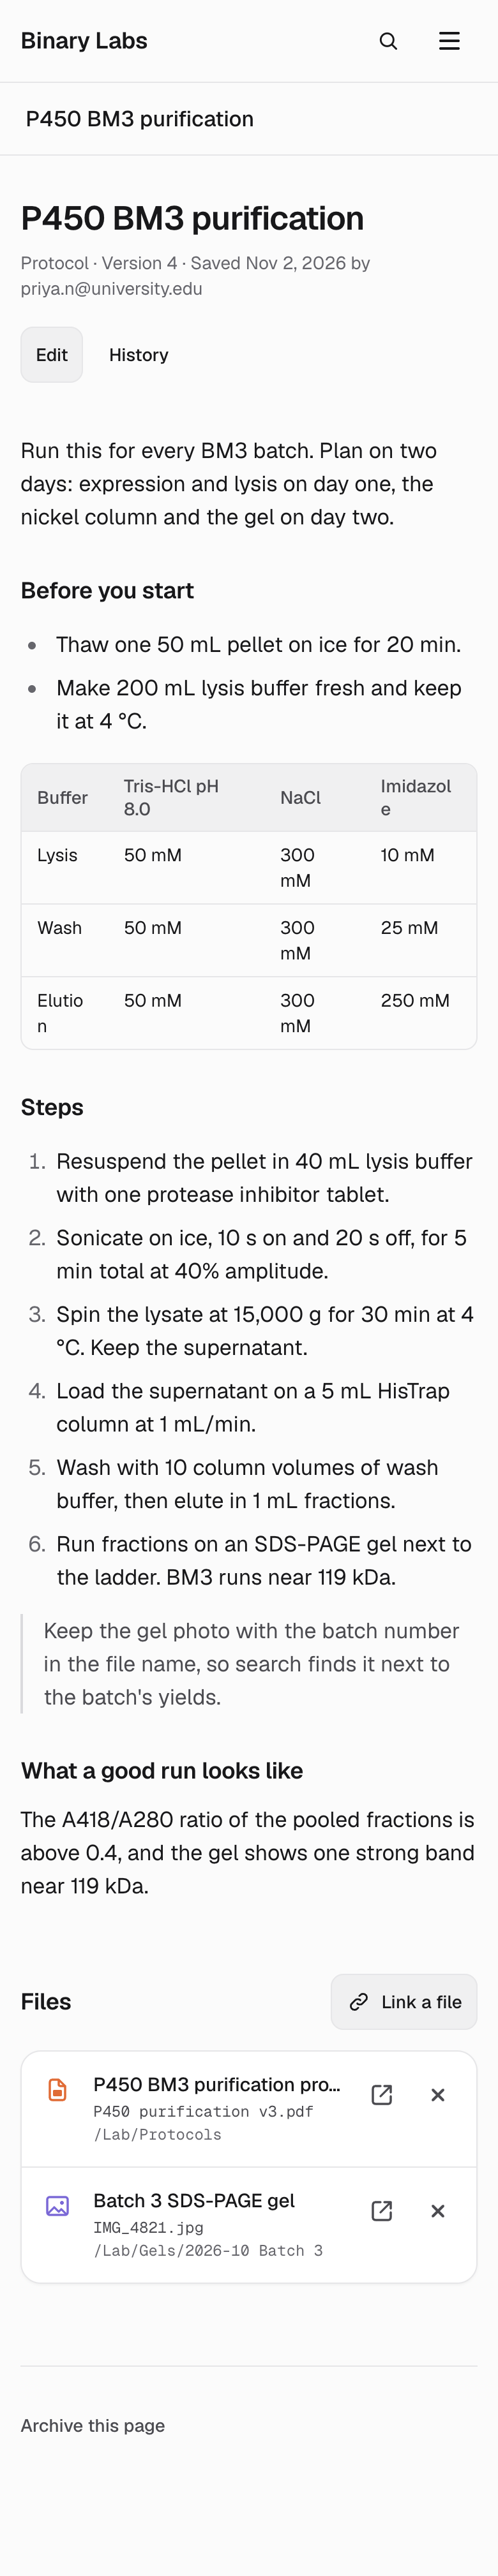 Binary Labs
P450 BM3 purification
P450 BM3 purification
Protocol · Version 4 · Saved Nov 2, 2026 by
priya.n@university.edu
Edit History
Run this for every BM3 batch. Plan on two
days: expression and lysis on day one, the
nickel column and the gel on day two.
Before you start
• Thaw one 50 mL pellet on ice for 20 min.
• Make 200 mL lysis buffer fresh and keep
it at 4 °C.
Buffer Tris-HCl pH 8.0 NaCl Imidazole
Lysis 50 mM 300 mM 10 mM
Wash 50 mM 300 mM 25 mM
Elution 50 mM 300 mM 250 mM
Steps
1. Resuspend the pellet in 40 mL lysis buffer
with one protease inhibitor tablet.
2. Sonicate on ice, 10 s on and 20 s off, for 5
min total at 40% amplitude.
3. Spin the lysate at 15,000 g for 30 min at 4
°C. Keep the supernatant.
4. Load the supernatant on a 5 mL HisTrap
column at 1 mL/min.
5. Wash with 10 column volumes of wash
buffer, then elute in 1 mL fractions.
6. Run fractions on an SDS-PAGE gel next to
the ladder. BM3 runs near 119 kDa.
Keep the gel photo with the batch number
in the file name, so search finds it next to
the batch's yields.
What a good run looks like
The A418/A280 ratio of the pooled fractions is
above 0.4, and the gel shows one strong band
near 119 kDa.
Files Link a file
P450 BM3 purification pro...
P450 purification v3.pdf
/Lab/Protocols
Batch 3 SDS-PAGE gel
IMG_4821.jpg
/Lab/Gels/2026-10 Batch 3
Archive this page